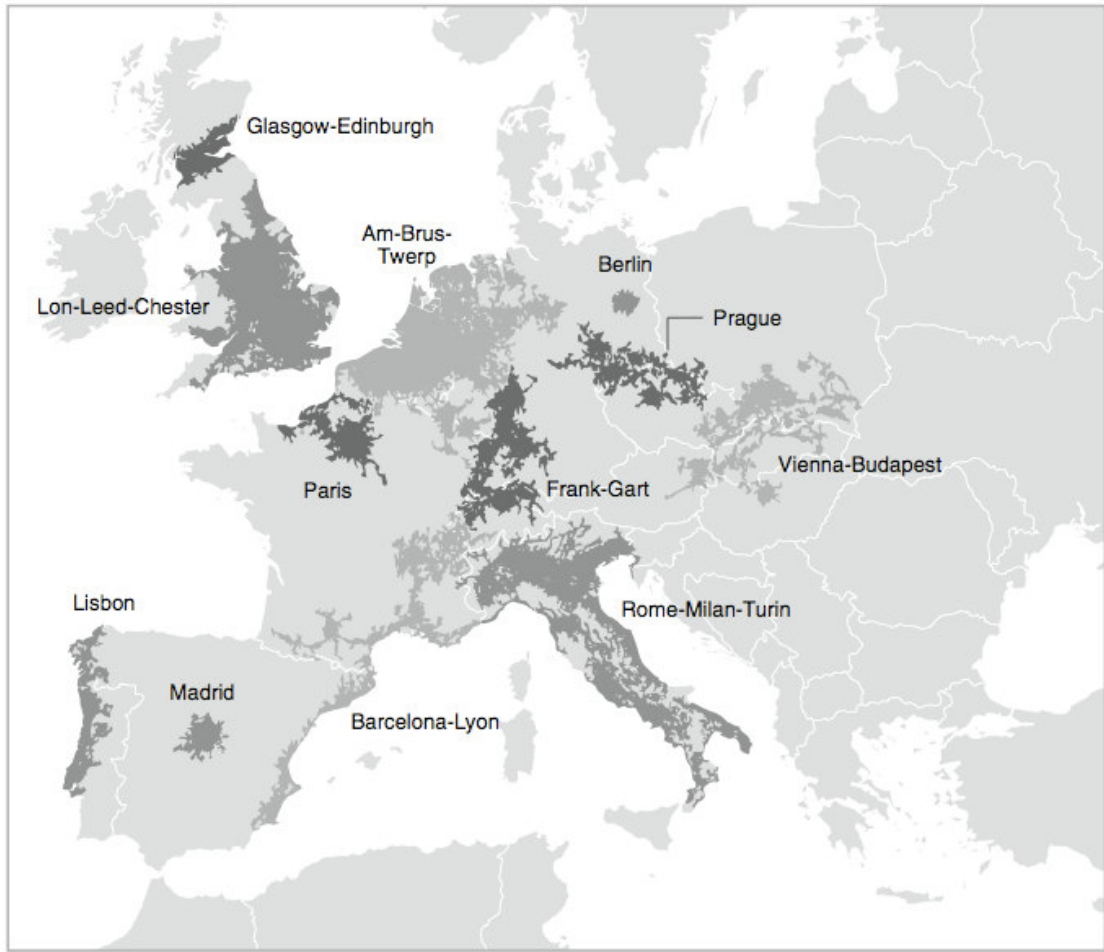 Glasgow-Edinburgh
Am-Brus-
Twerp
Berlin
Lon-Leed-Chester
Prague
Vienna-Budapest
Paris
Frank-Gart
Lisbon
Rome-Milan-Turin
Madrid
Barcelona-Lyon